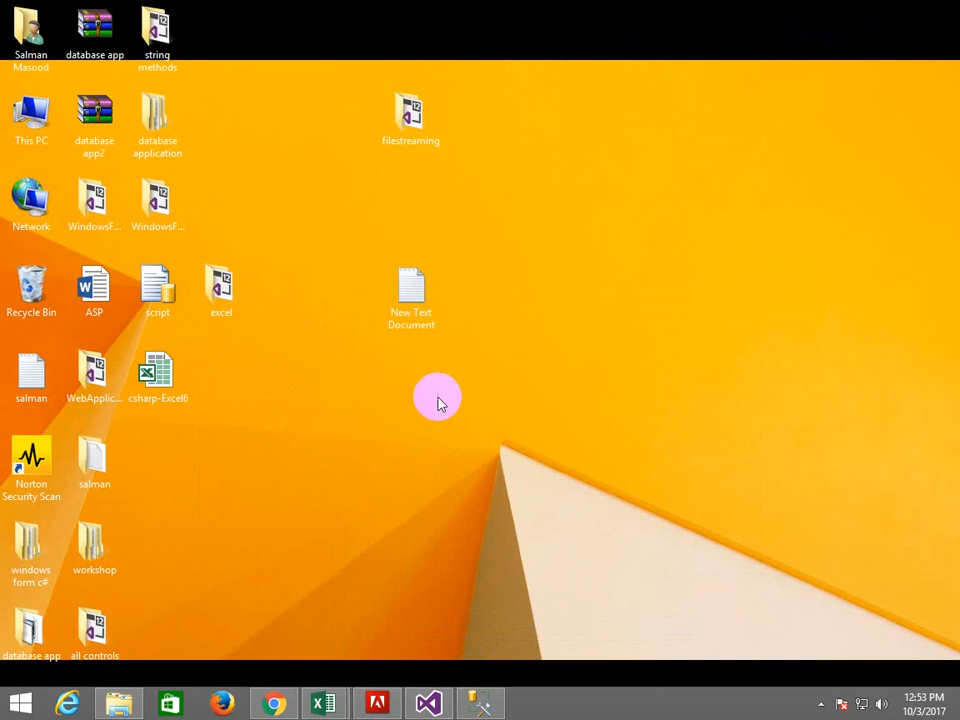 Salman
Masood
database app
string
methods
This PC
database
app2
database
application
filestreaming
Network
WindowsF...
WindowsF...
Recycle Bin
ASP
script
excel
New Text
Document
salman
WebApplic...
csharp-Excel6
Norton
Security Scan
salman
windows
form c#
workshop
database app
all controls
12:53 PM
10/3/2017